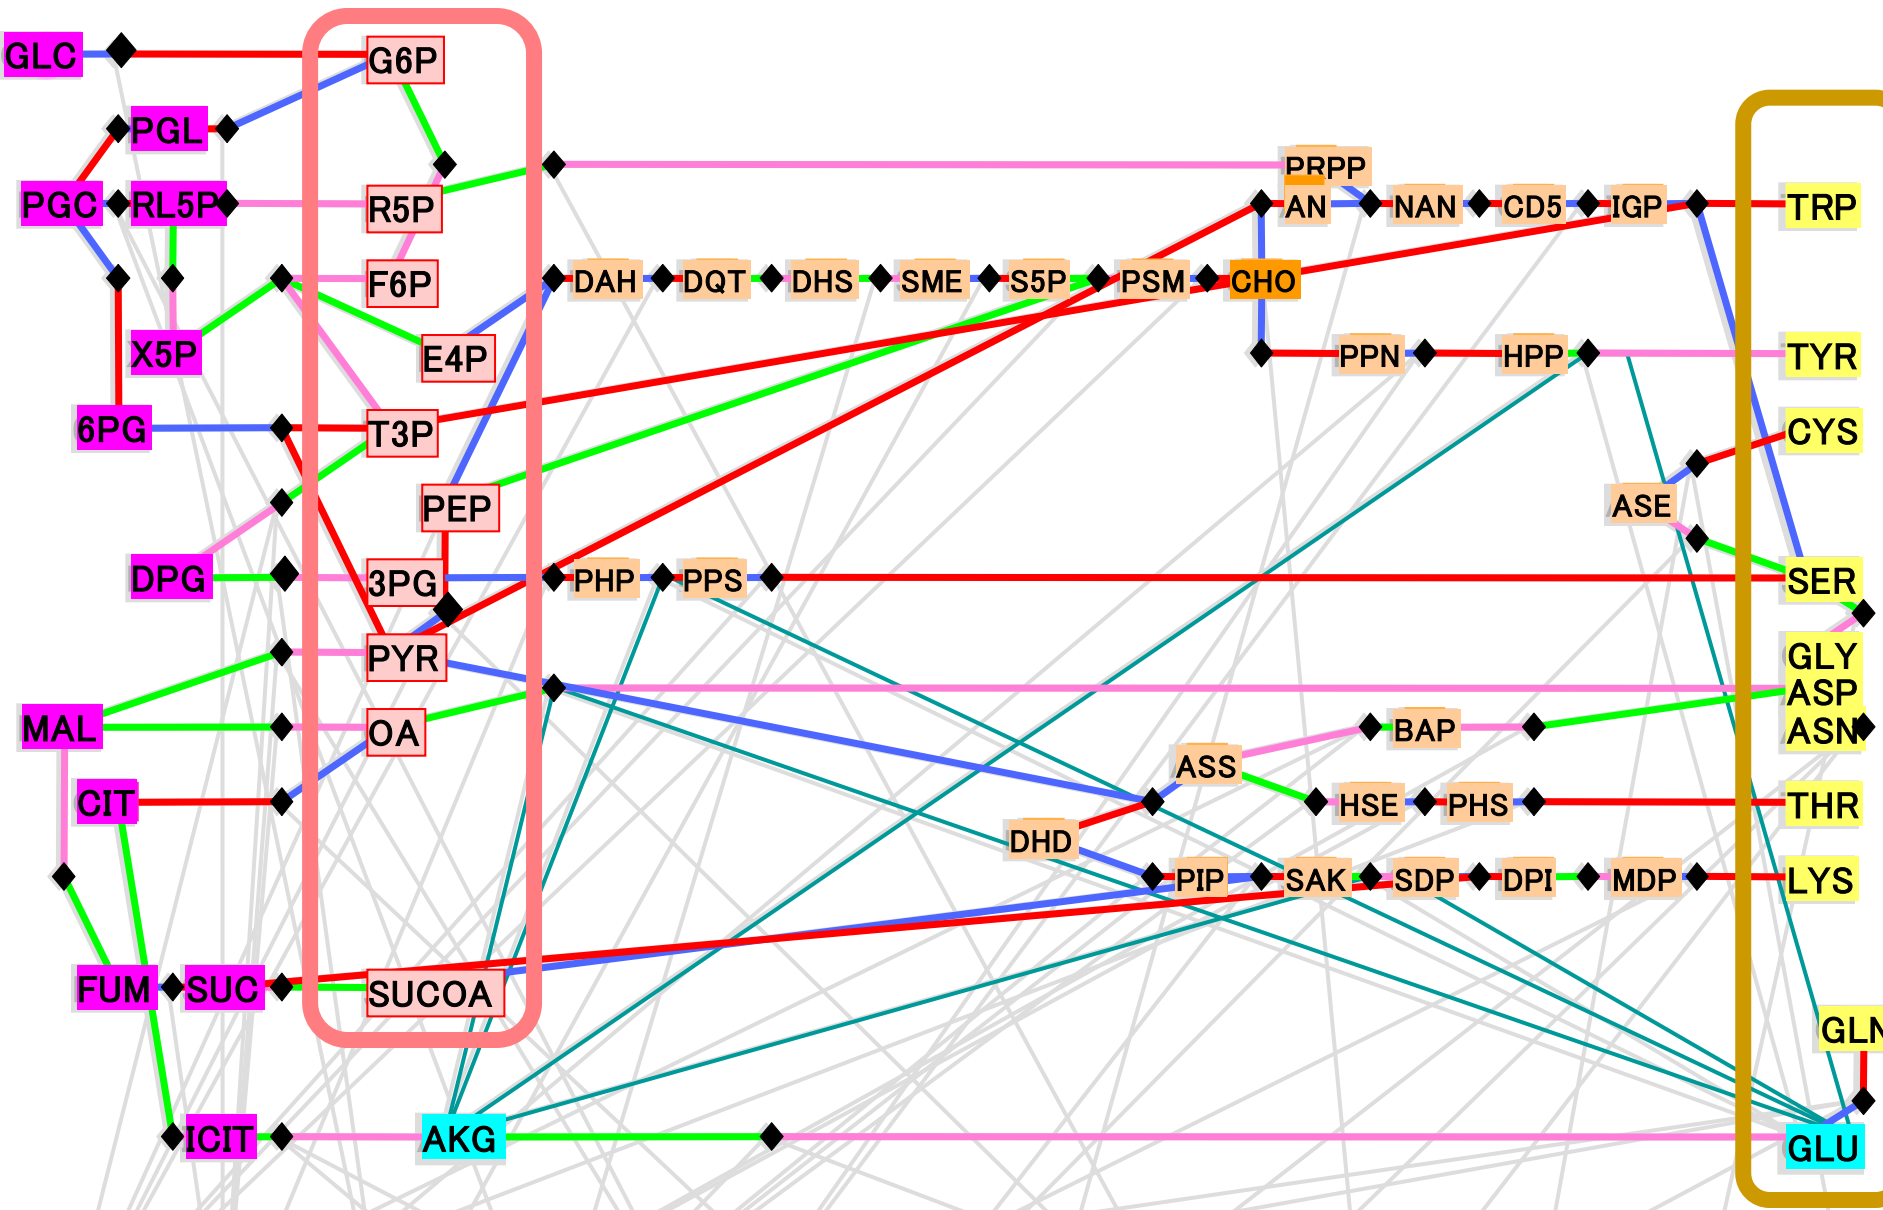 GLC
G6P
PGL
PRPP
PGC
RL5P
R5P
AN
NAN
CD5
IGP
TRP
F6P
DAH
DQT
DHS
SME
S5P
PSM
CHO
X5P
E4P
PPN
HPP
TYR
6PG
T3P
CYS
PEP
ASE
DPG
3PG
PHP
PPS
SER
PYR
GLY
ASP
MAL
OA
BAP
ASN
ASS
CIT
HSE
PHS
THR
DHD
PIP
SAK
SDP
DPI
MDP
LYS
FUM
SUC
SUCOA
GLN
ICIT
AKG
GLU